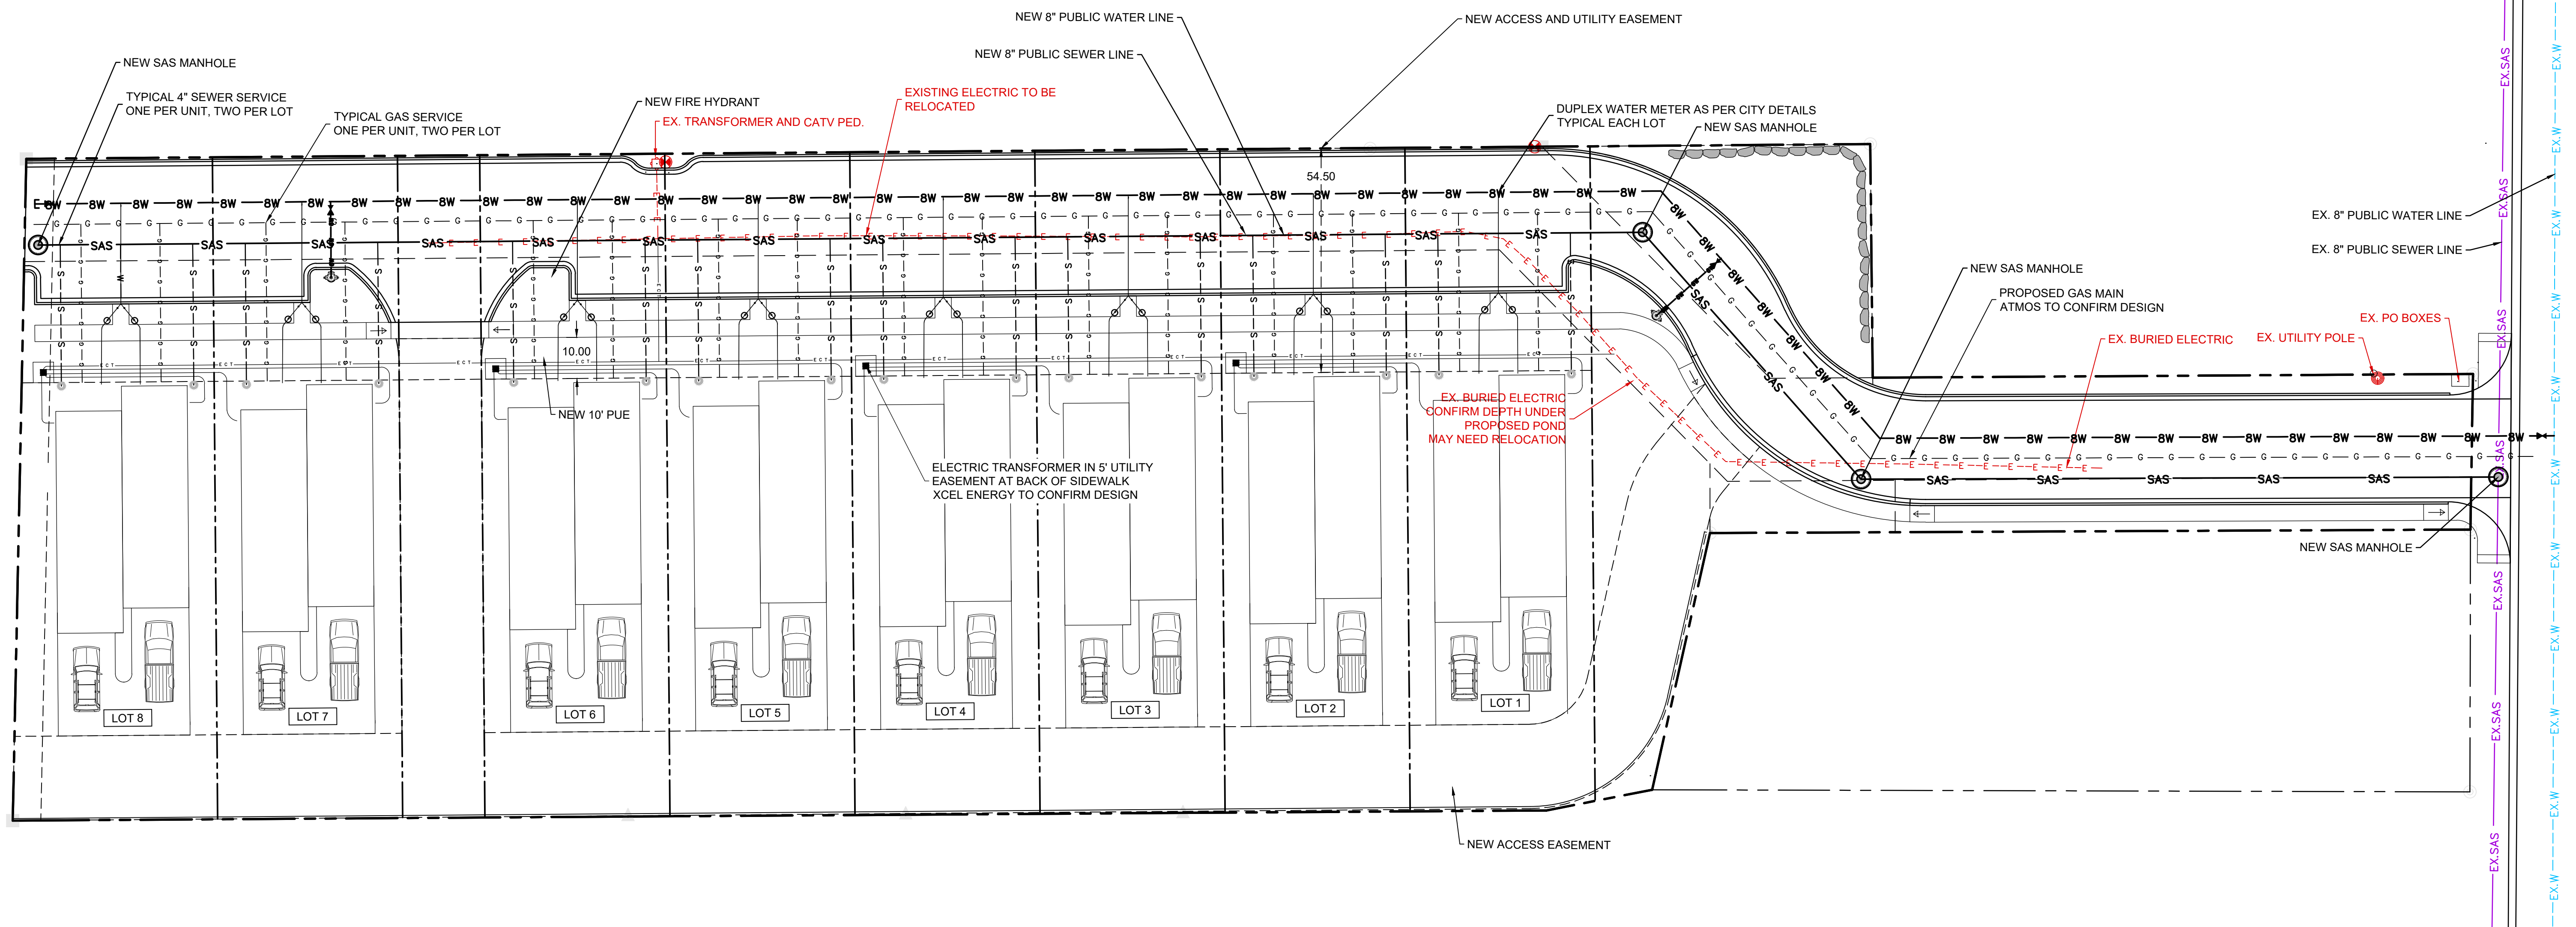 NEW 8" PUBLIC WATER LINE
NEW ACCESS AND UTILITY EASEMENT
NEW 8" PUBLIC SEWER LINE
NEW SAS MANHOLE
TYPICAL 4" SEWER SERVICE
ONE PER UNIT, TWO PER LOT
TYPICAL GAS SERVICE
ONE PER UNIT, TWO PER LOT
NEW FIRE HYDRANT
EX. TRANSFORMER AND CATV PED.
EXISTING ELECTRIC TO BE
RELOCATED
DUPLEX WATER METER AS PER CITY DETAILS
TYPICAL EACH LOT
NEW SAS MANHOLE
54.50
EX. 8" PUBLIC WATER LINE
EX. 8" PUBLIC SEWER LINE
NEW SAS MANHOLE
PROPOSED GAS MAIN
ATMOS TO CONFIRM DESIGN
EX. BURIED ELECTRIC
EX. UTILITY POLE
EX. PO BOXES
10.00
NEW 10' PUE
EX. BURIED ELECTRIC
CONFIRM DEPTH UNDER
PROPOSED POND
MAY NEED RELOCATION
ELECTRIC TRANSFORMER IN 5' UTILITY
EASEMENT AT BACK OF SIDEWALK
XCEL ENERGY TO CONFIRM DESIGN
NEW SAS MANHOLE
LOT 8
LOT 7
LOT 6
LOT 5
LOT 4
LOT 3
LOT 2
LOT 1
NEW ACCESS EASEMENT
8W
G
SAS
E
S
W
ECT
EX.SAS
EX.W